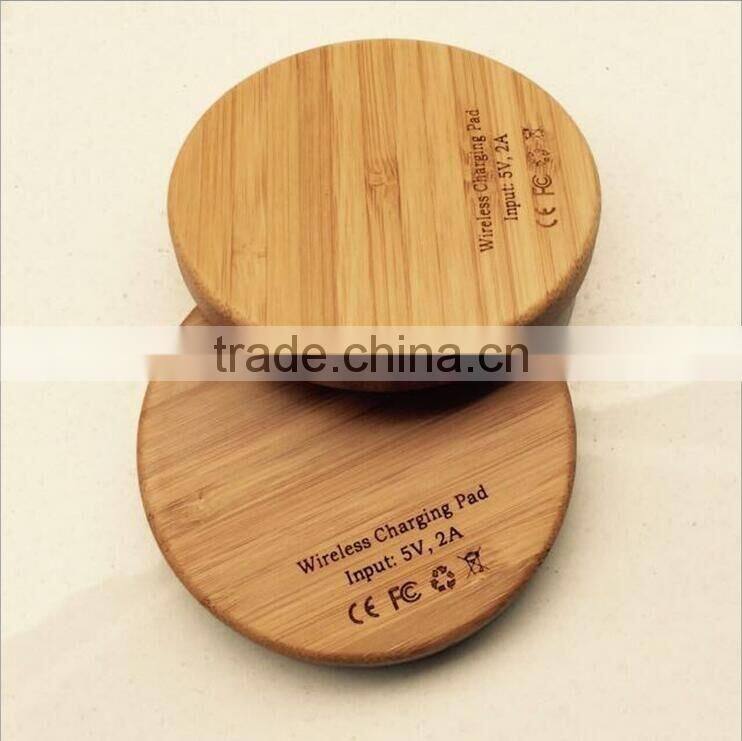 Wireless Charging Pad
Input: 5V, 2A
CE FC
trade.china.cn
Wireless Charging Pad
Input: 5V, 2A
CE FC